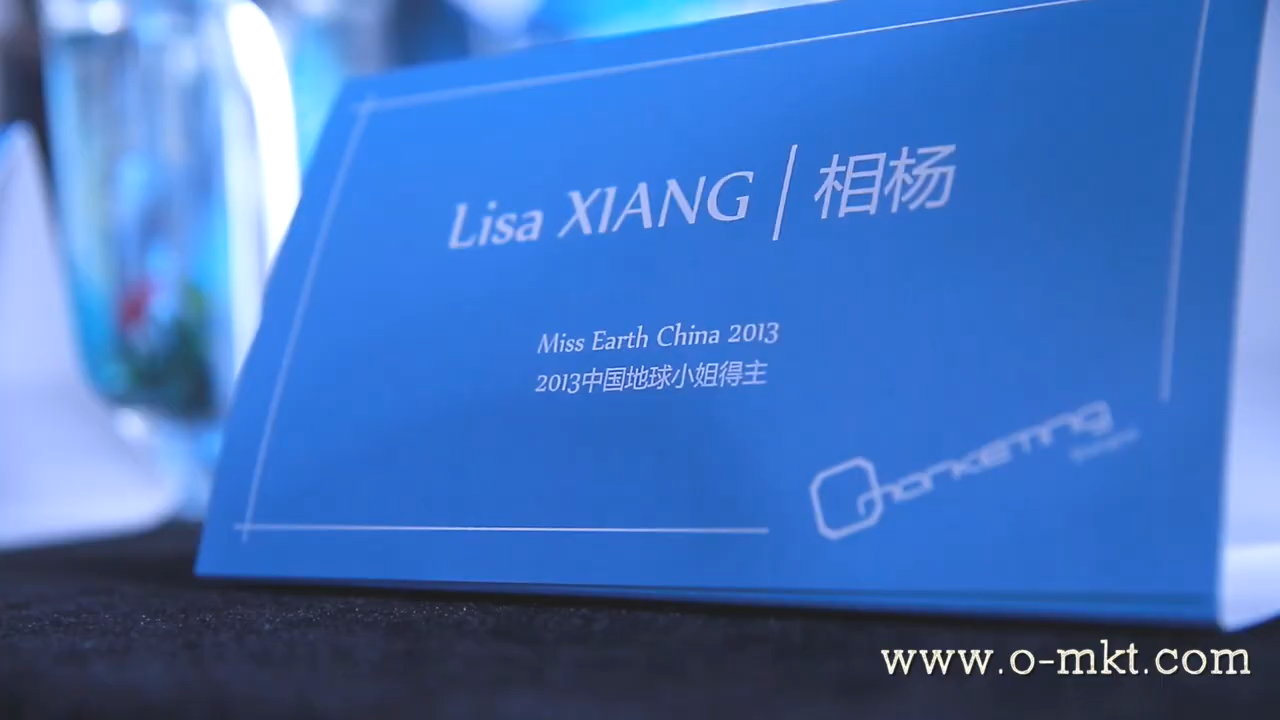 Lisa XIANG | 相杨
Miss Earth China 2013
2013中国地球小姐得主
Omarketing
www.o-mkt.com